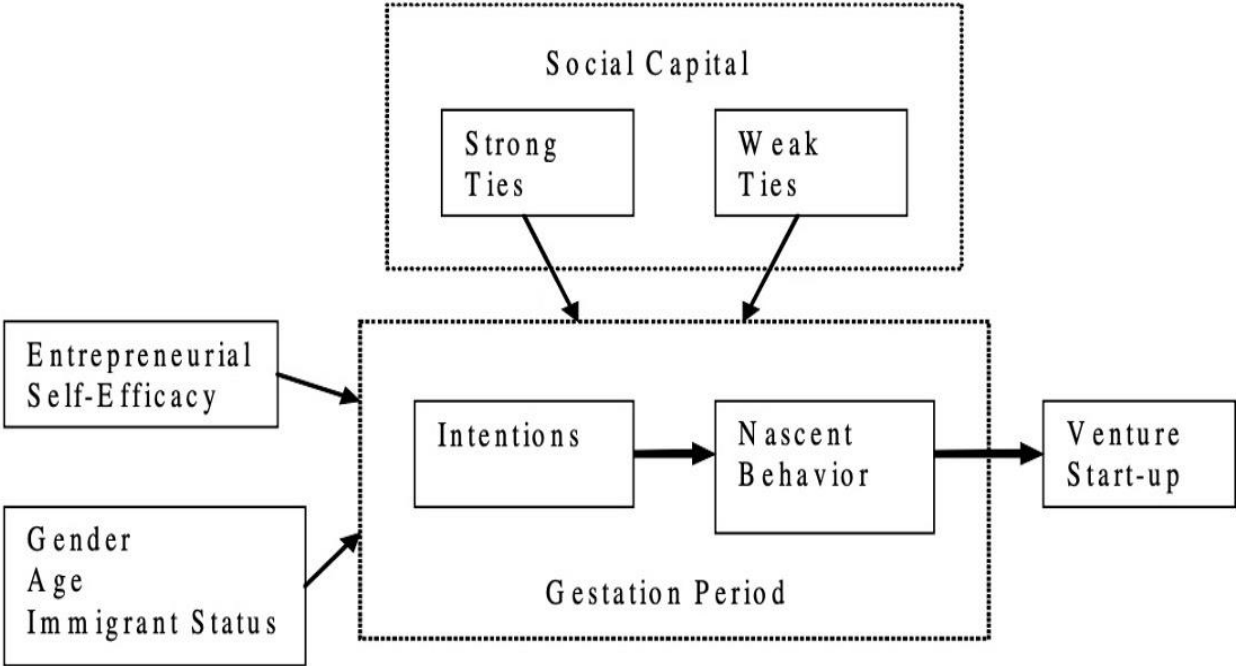 Social Capital
Strong
Ties
Weak
Ties
Entrepreneurial
Self-Efficacy
Intentions
Nascent
Behavior
Venture
Start-up
Gender
Age
Immigrant Status
Gestation Period